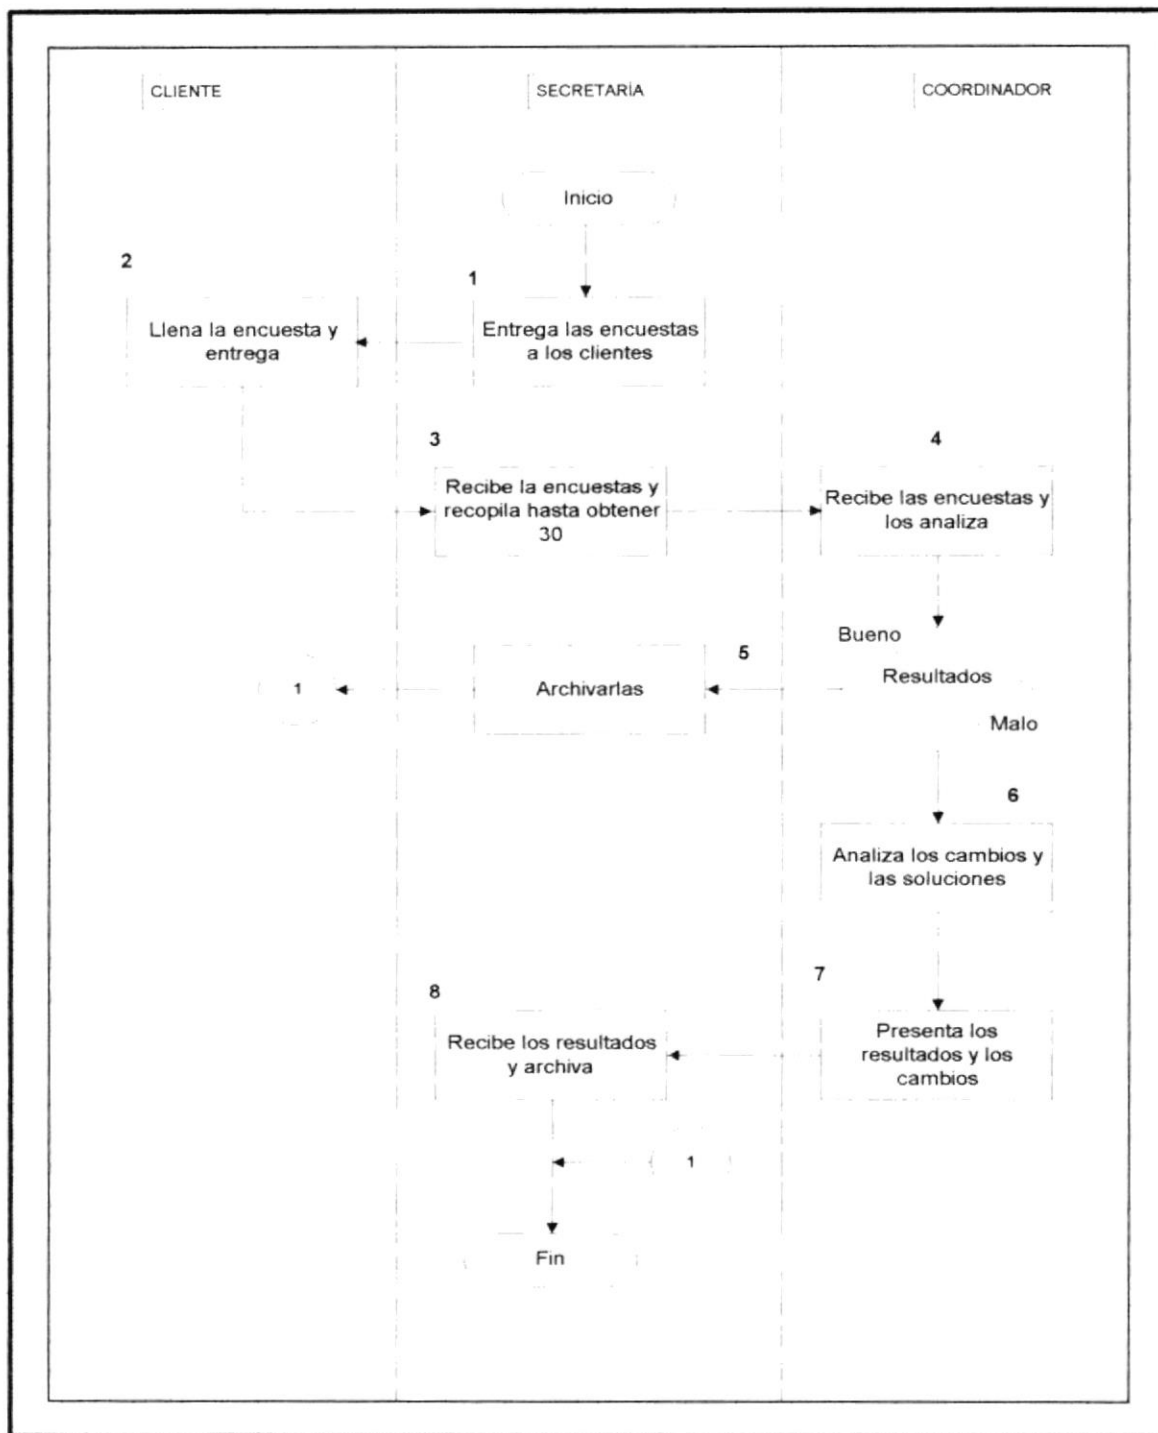 CLIENTE
SECRETARÍA
COORDINADOR
Inicio
2
1
Llena la encuesta y
entrega
Entrega las encuestas
a los clientes
3
4
Recibe la encuestas y
recopila hasta obtener
30
Recibe las encuestas y
los analiza
Bueno
5
Resultados
1
Archivarlas
Malo
6
Analiza los cambios y
las soluciones
7
8
Presenta los
resultados y los
cambios
Recibe los resultados
y archiva
1
Fin